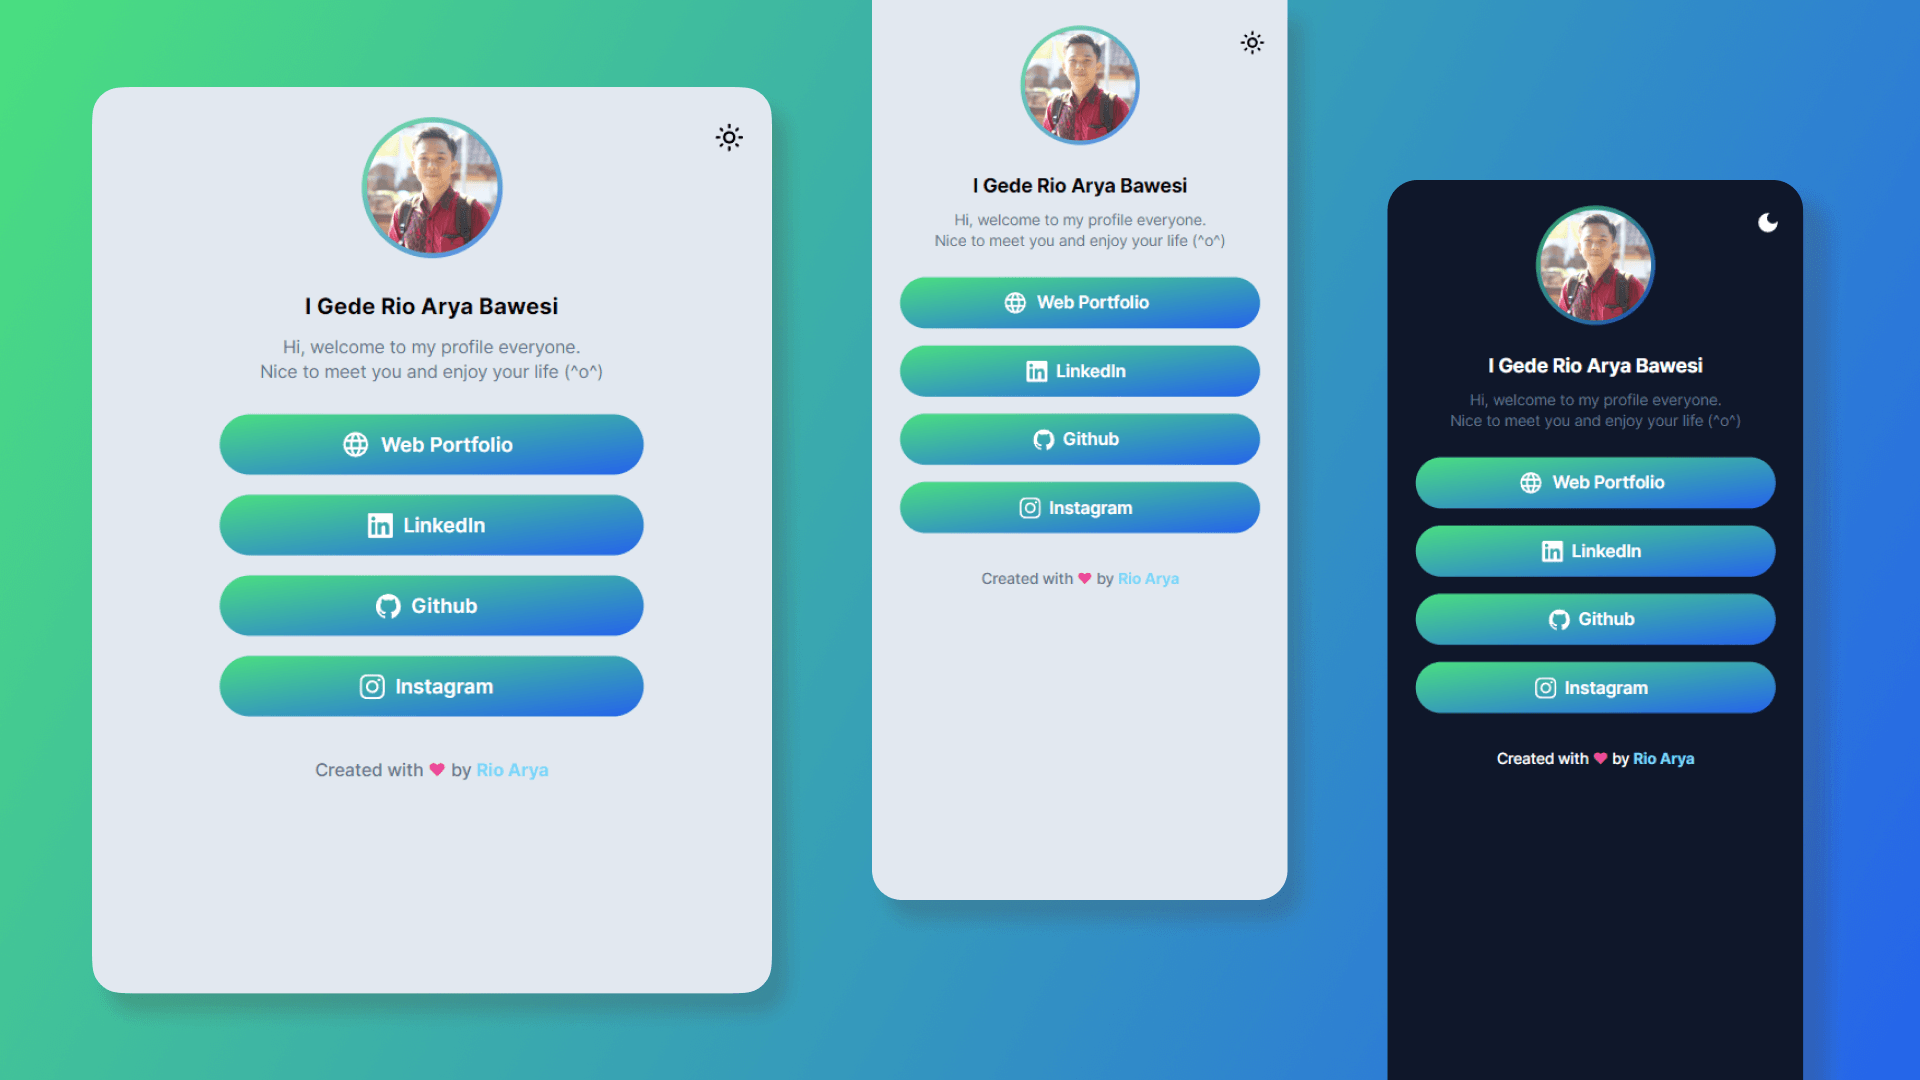 I Gede Rio Arya Bawesi
Hi, welcome to my profile everyone.
Nice to meet you and enjoy your life (^o^)
Web Portfolio
LinkedIn
Github
Instagram
Created with ♥ by Rio Arya
I Gede Rio Arya Bawesi
Hi, welcome to my profile everyone.
Nice to meet you and enjoy your life (^o^)
Web Portfolio
LinkedIn
Github
Instagram
Created with ♥ by Rio Arya
I Gede Rio Arya Bawesi
Hi, welcome to my profile everyone.
Nice to meet you and enjoy your life (^o^)
Web Portfolio
LinkedIn
Github
Instagram
Created with ♥ by Rio Arya